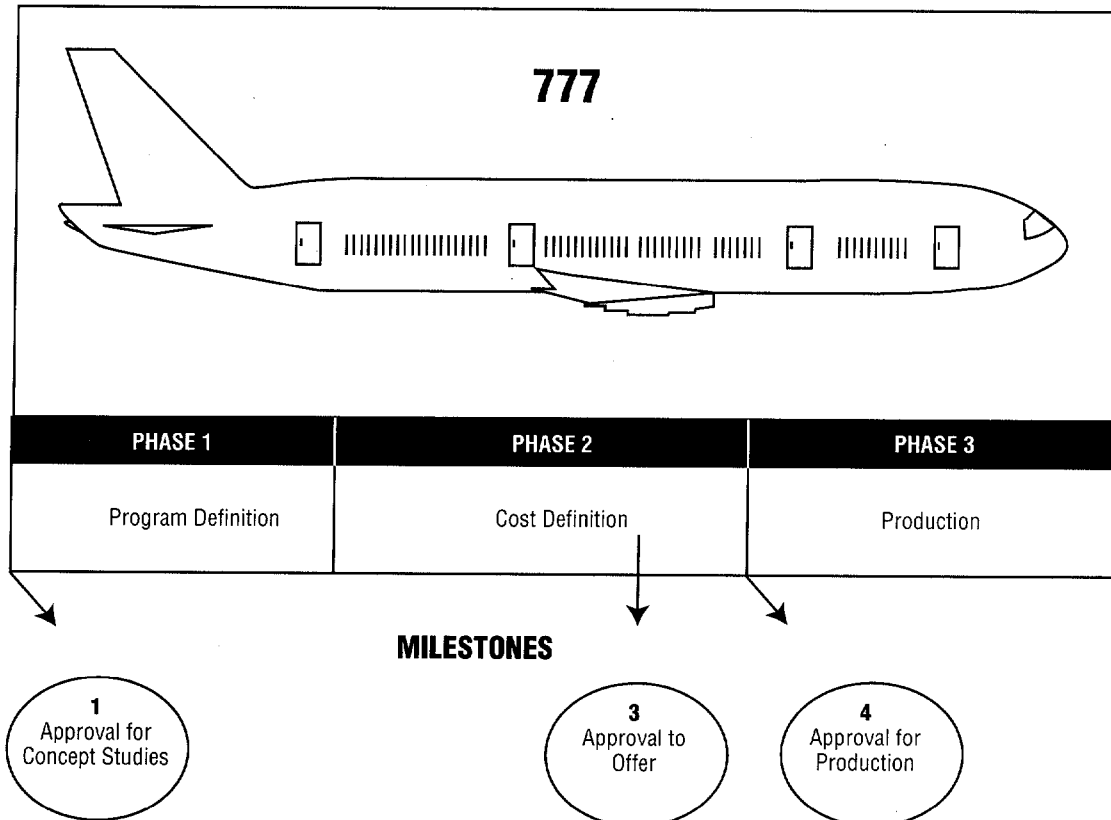 777
PHASE 1
PHASE 2
PHASE 3
Program Definition
Cost Definition
Production
MILESTONES
1
Approval for
Concept Studies
3
Approval to
Offer
4
Approval for
Production